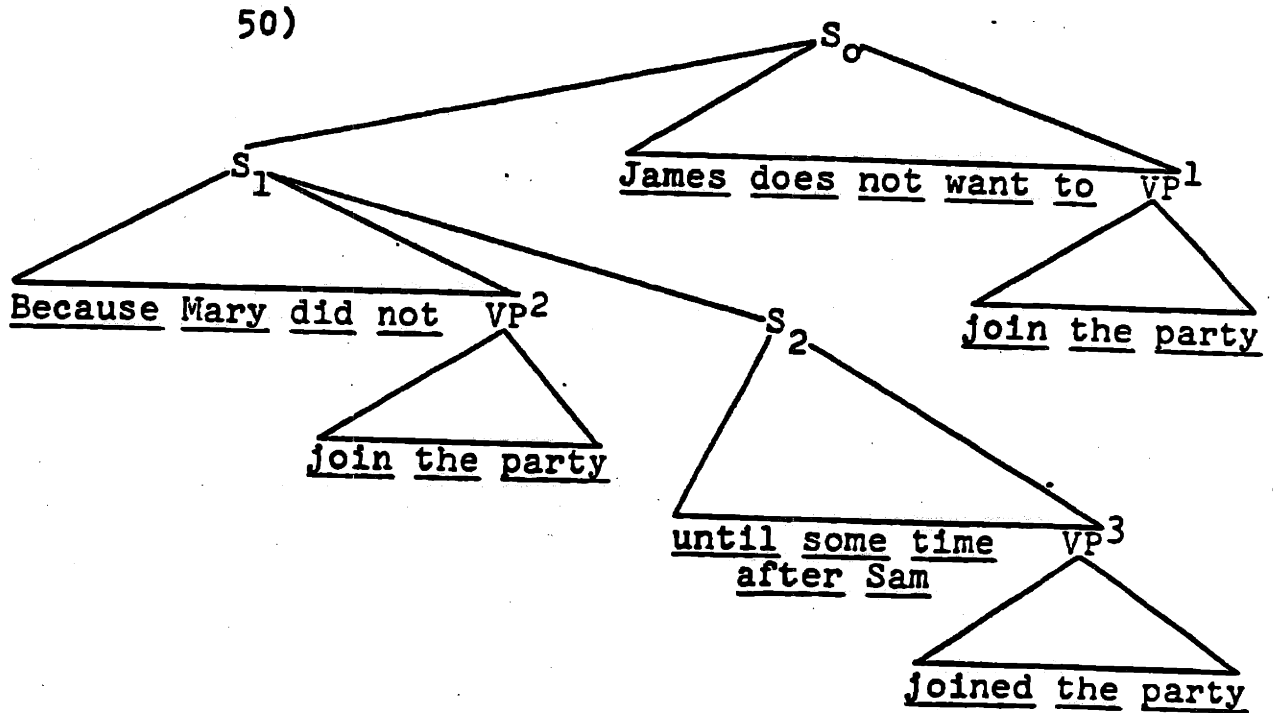 50)
S₀
S₁
James does not want to VP¹
Because Mary did not VP²
S₂
join the party
join the party
until some time
after Sam
VP³
joined the party